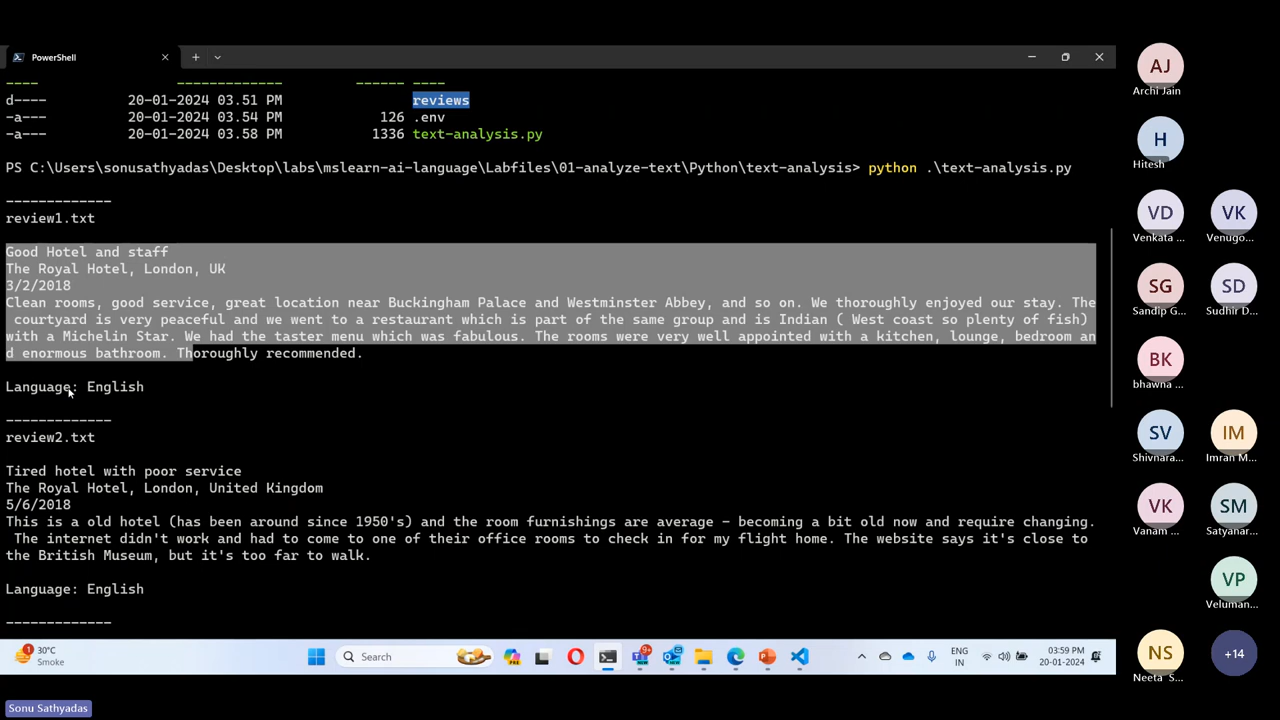 PowerShell
---- ------------- ------ ----
d---- 20-01-2024 03.51 PM reviews
-a--- 20-01-2024 03.54 PM 126 .env
-a--- 20-01-2024 03.58 PM 1336 text-analysis.py
PS C:\Users\sonusathyadas\Desktop\labs\mslearn-ai-language\Labfiles\01-analyze-text\Python\text-analysis> python .\text-analysis.py
-------------
review1.txt
Good Hotel and staff
The Royal Hotel, London, UK
3/2/2018
Clean rooms, good service, great location near Buckingham Palace and Westminster Abbey, and so on. We thoroughly enjoyed our stay. The
courtyard is very peaceful and we went to a restaurant which is part of the same group and is Indian ( West coast so plenty of fish)
with a Michelin Star. We had the taster menu which was fabulous. The rooms were very well appointed with a kitchen, lounge, bedroom an
d enormous bathroom. Thoroughly recommended.
Language: English
-------------
review2.txt
Tired hotel with poor service
The Royal Hotel, London, United Kingdom
5/6/2018
This is a old hotel (has been around since 1950's) and the room furnishings are average - becoming a bit old now and require changing.
The internet didn't work and had to come to one of their office rooms to check in for my flight home. The website says it's close to
the British Museum, but it's too far to walk.
Language: English
-------------
30°C
Smoke
Search
ENG
IN
03:59 PM
20-01-2024
Sonu Sathyadas
AJ
Archi Jain
H
Hitesh
VD
Venkata ...
VK
Venugo...
SG
Sandip G...
SD
Sudhir D...
BK
bhawna ...
SV
Shivnara...
IM
Imran M...
VK
Vanam ...
SM
Satyanar...
VP
Veluman...
NS
Neeta S...
+14